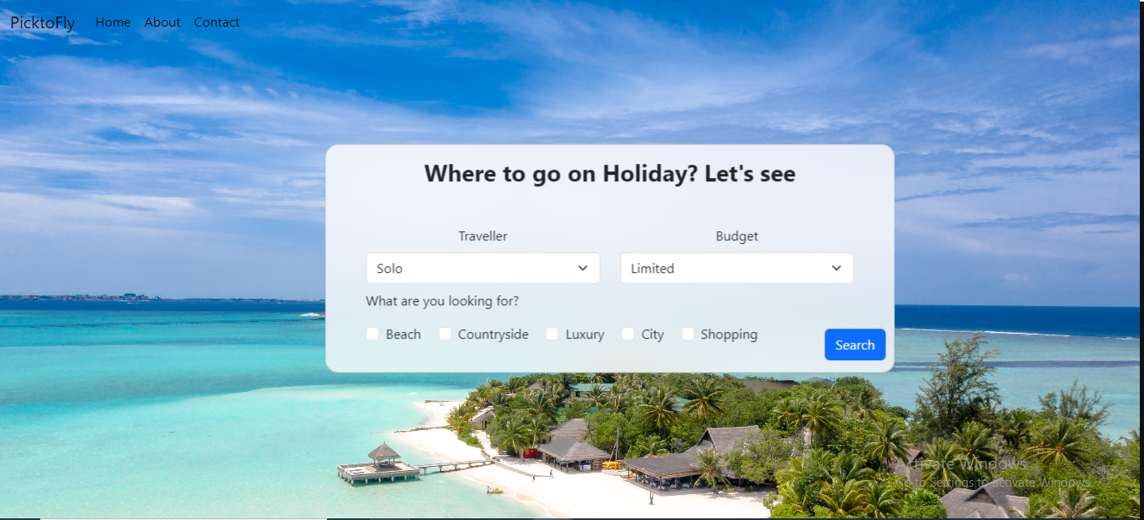 PicktoFly Home About Contact
Where to go on Holiday? Let's see
Traveller Budget
Solo Limited
What are you looking for?
Beach Countryside Luxury City Shopping
Search
Activate Windows
Go to Settings to activate Windows.